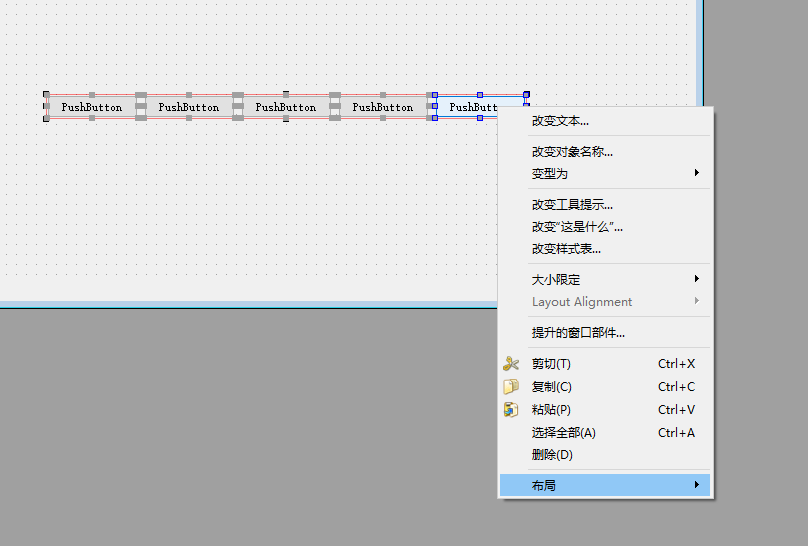 PushButton PushButton PushButton PushButton PushButt
改变文本...
改变对象名称...
变型为
改变工具提示...
改变“这是什么”...
改变样式表...
大小限定
Layout Alignment
提升的窗口部件...
剪切(T) Ctrl+X
复制(C) Ctrl+C
粘贴(P) Ctrl+V
选择全部(A) Ctrl+A
删除(D)
布局